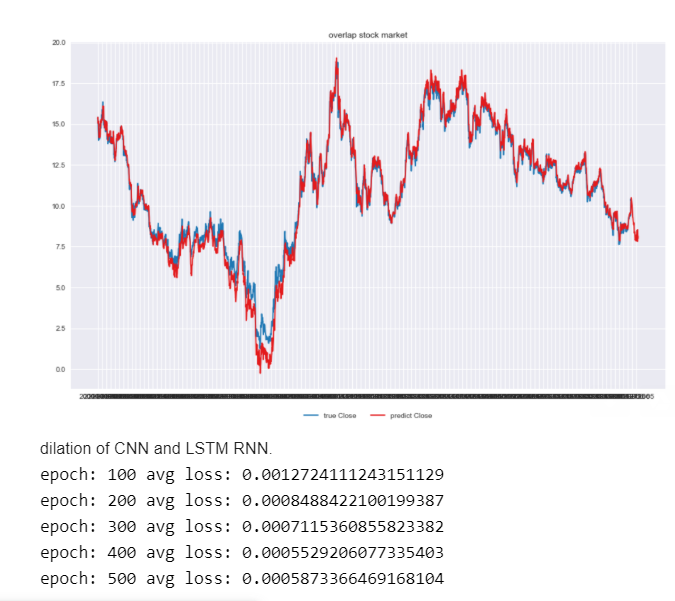 overlap stock market
20.0
17.5
15.0
12.5
10.0
7.5
5.0
2.5
0.0
true Close predict Close
dilation of CNN and LSTM RNN.
epoch: 100 avg loss: 0.0012724111243151129
epoch: 200 avg loss: 0.0008488422100199387
epoch: 300 avg loss: 0.0007115360855823382
epoch: 400 avg loss: 0.0005529206077335403
epoch: 500 avg loss: 0.0005873366469168104